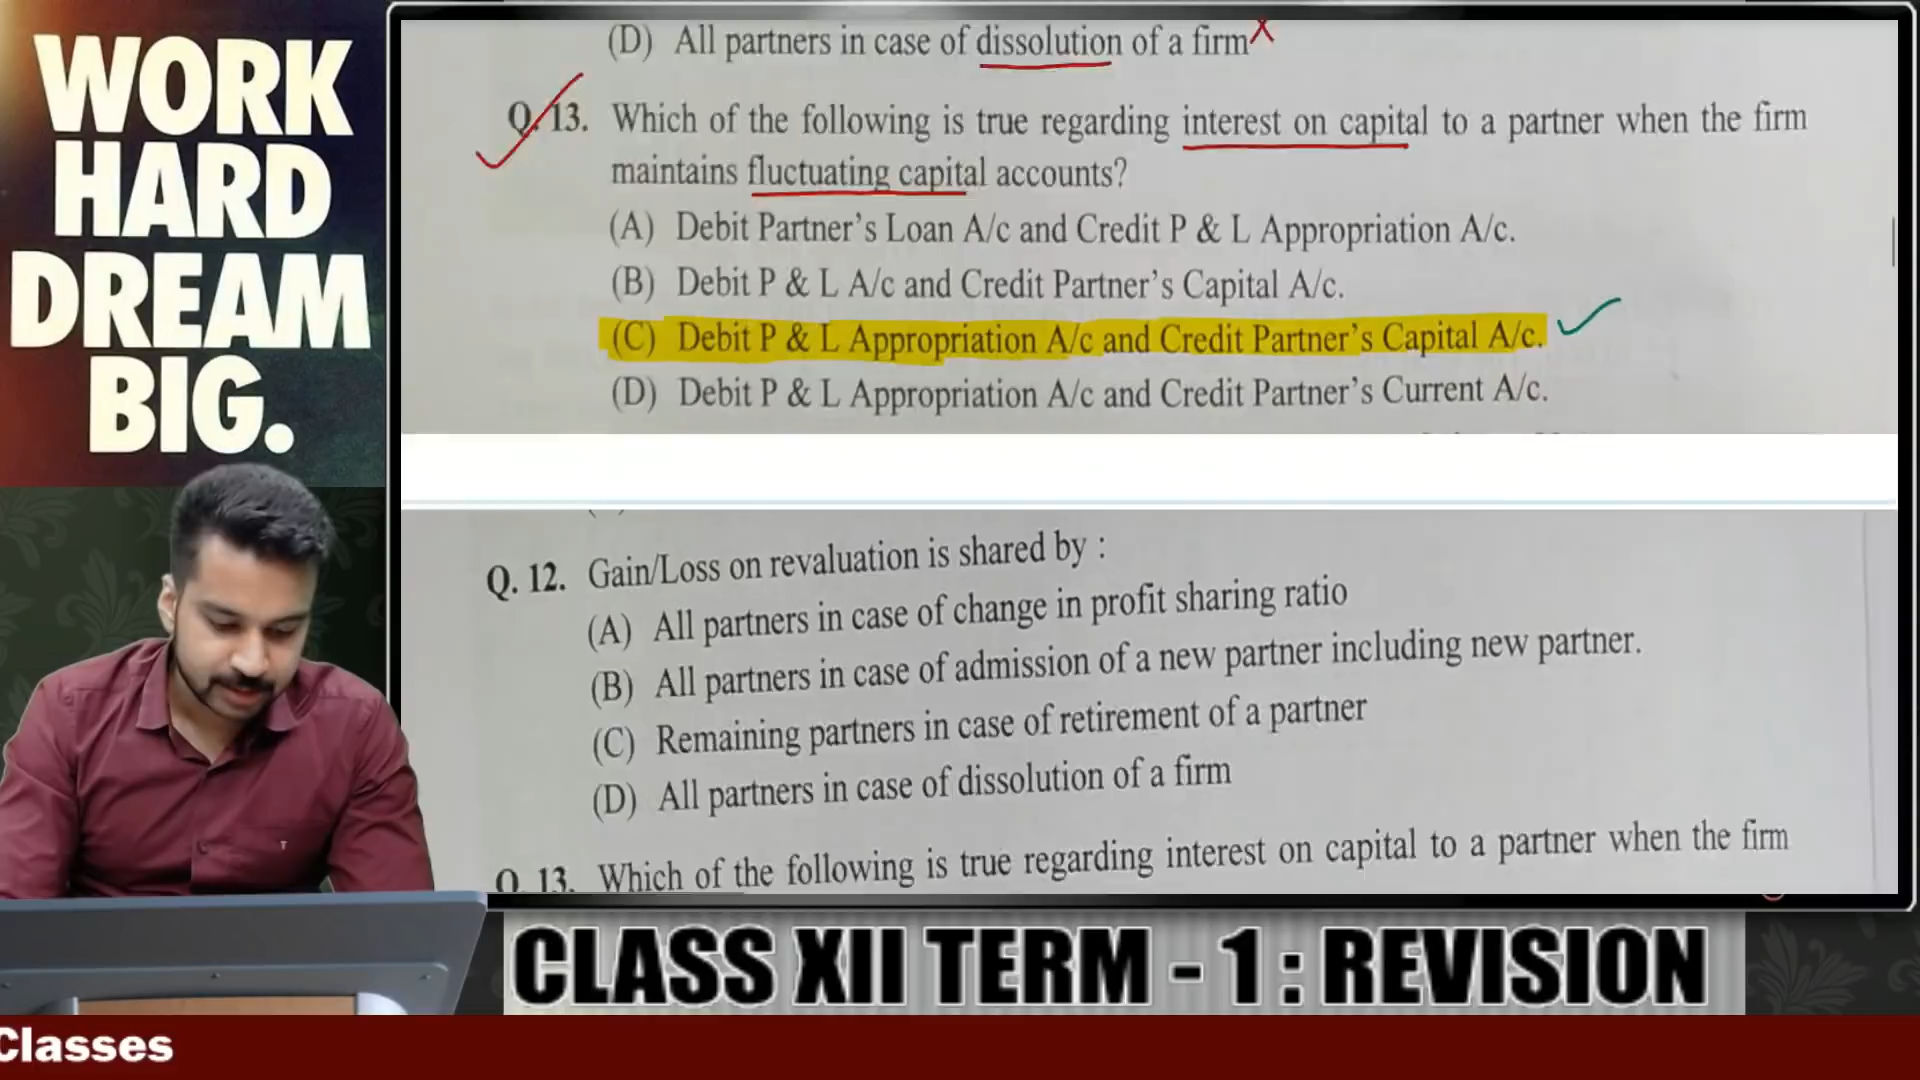 WORK
HARD
DREAM
BIG.
(D) All partners in case of dissolution of a firm
Q. 13. Which of the following is true regarding interest on capital to a partner when the firm
maintains fluctuating capital accounts?
(A) Debit Partner's Loan A/c and Credit P & L Appropriation A/c.
(B) Debit P & L A/c and Credit Partner's Capital A/c.
(C) Debit P & L Appropriation A/c and Credit Partner's Capital A/c.
(D) Debit P & L Appropriation A/c and Credit Partner's Current A/c.
Q. 12. Gain/Loss on revaluation is shared by :
(A) All partners in case of change in profit sharing ratio
(B) All partners in case of admission of a new partner including new partner.
(C) Remaining partners in case of retirement of a partner
(D) All partners in case of dissolution of a firm
Q. 13. Which of the following is true regarding interest on capital to a partner when the firm
CLASS XII TERM - 1 : REVISION
Classes